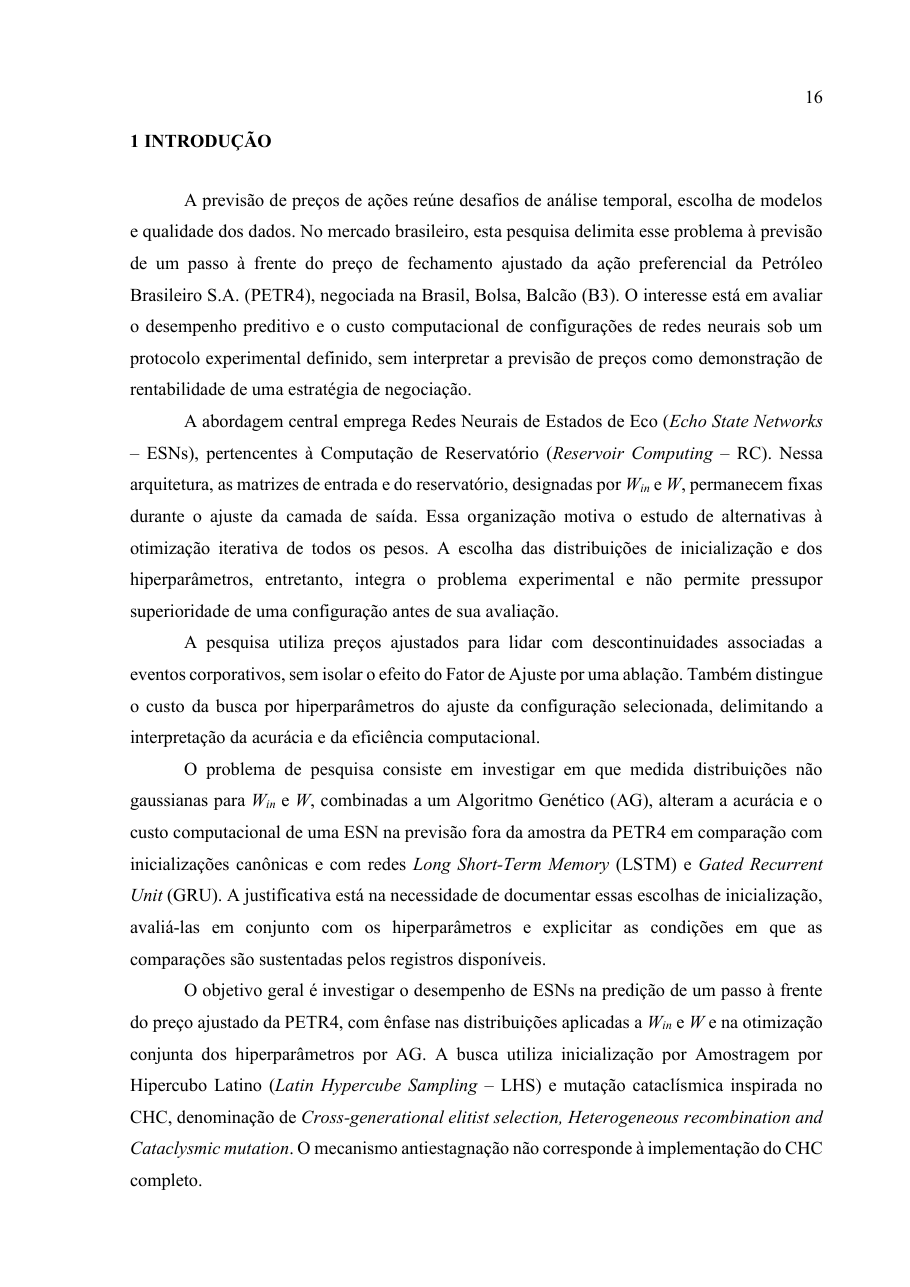 16
1 INTRODUÇÃO
A previsão de preços de ações reúne desafios de análise temporal, escolha de modelos
e qualidade dos dados. No mercado brasileiro, esta pesquisa delimita esse problema à previsão
de um passo à frente do preço de fechamento ajustado da ação preferencial da Petróleo
Brasileiro S.A. (PETR4), negociada na Brasil, Bolsa, Balcão (B3). O interesse está em avaliar
o desempenho preditivo e o custo computacional de configurações de redes neurais sob um
protocolo experimental definido, sem interpretar a previsão de preços como demonstração de
rentabilidade de uma estratégia de negociação.
A abordagem central emprega Redes Neurais de Estados de Eco (Echo State Networks
– ESNs), pertencentes à Computação de Reservatório (Reservoir Computing – RC). Nessa
arquitetura, as matrizes de entrada e do reservatório, designadas por Win e W, permanecem fixas
durante o ajuste da camada de saída. Essa organização motiva o estudo de alternativas à
otimização iterativa de todos os pesos. A escolha das distribuições de inicialização e dos
hiperparâmetros, entretanto, integra o problema experimental e não permite pressupor
superioridade de uma configuração antes de sua avaliação.
A pesquisa utiliza preços ajustados para lidar com descontinuidades associadas a
eventos corporativos, sem isolar o efeito do Fator de Ajuste por uma ablação. Também distingue
o custo da busca por hiperparâmetros do ajuste da configuração selecionada, delimitando a
interpretação da acurácia e da eficiência computacional.
O problema de pesquisa consiste em investigar em que medida distribuições não
gaussianas para Win e W, combinadas a um Algoritmo Genético (AG), alteram a acurácia e o
custo computacional de uma ESN na previsão fora da amostra da PETR4 em comparação com
inicializações canônicas e com redes Long Short-Term Memory (LSTM) e Gated Recurrent
Unit (GRU). A justificativa está na necessidade de documentar essas escolhas de inicialização,
avaliá-las em conjunto com os hiperparâmetros e explicitar as condições em que as
comparações são sustentadas pelos registros disponíveis.
O objetivo geral é investigar o desempenho de ESNs na predição de um passo à frente
do preço ajustado da PETR4, com ênfase nas distribuições aplicadas a Win e W e na otimização
conjunta dos hiperparâmetros por AG. A busca utiliza inicialização por Amostragem por
Hipercubo Latino (Latin Hypercube Sampling – LHS) e mutação cataclísmica inspirada no
CHC, denominação de Cross-generational elitist selection, Heterogeneous recombination and
Cataclysmic mutation. O mecanismo antiestagnação não corresponde à implementação do CHC
completo.